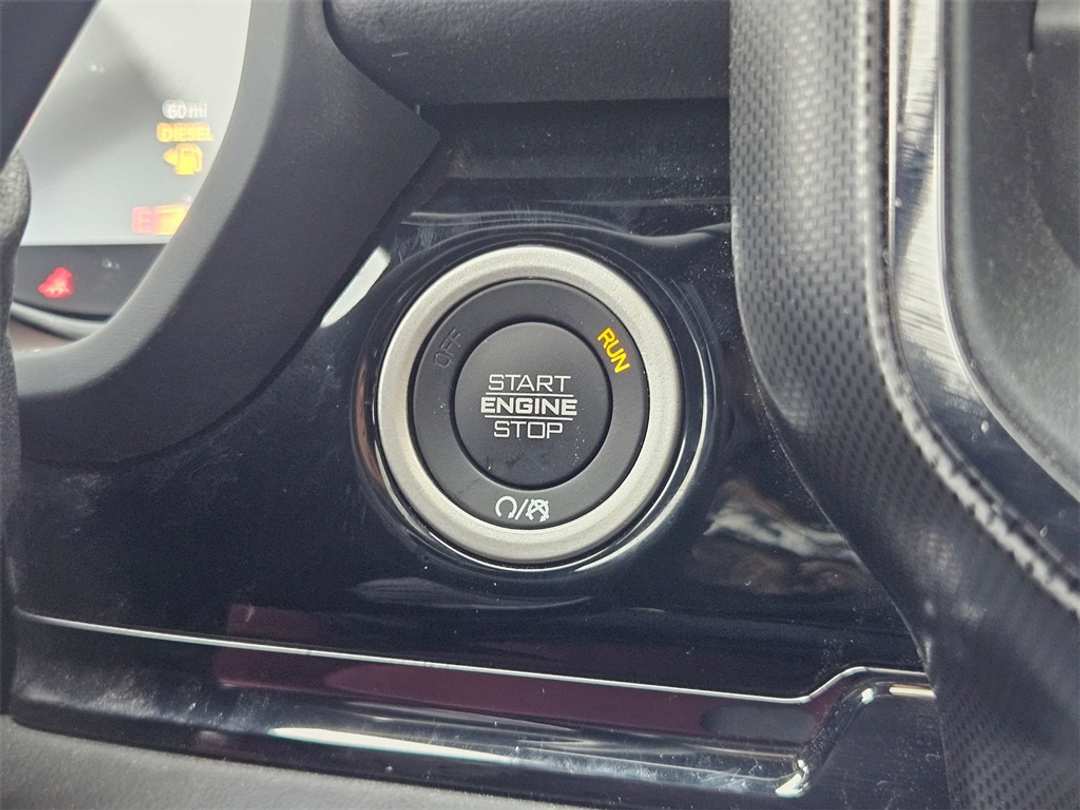 60 mi
DIESEL
E
OFF
RUN
START
ENGINE
STOP